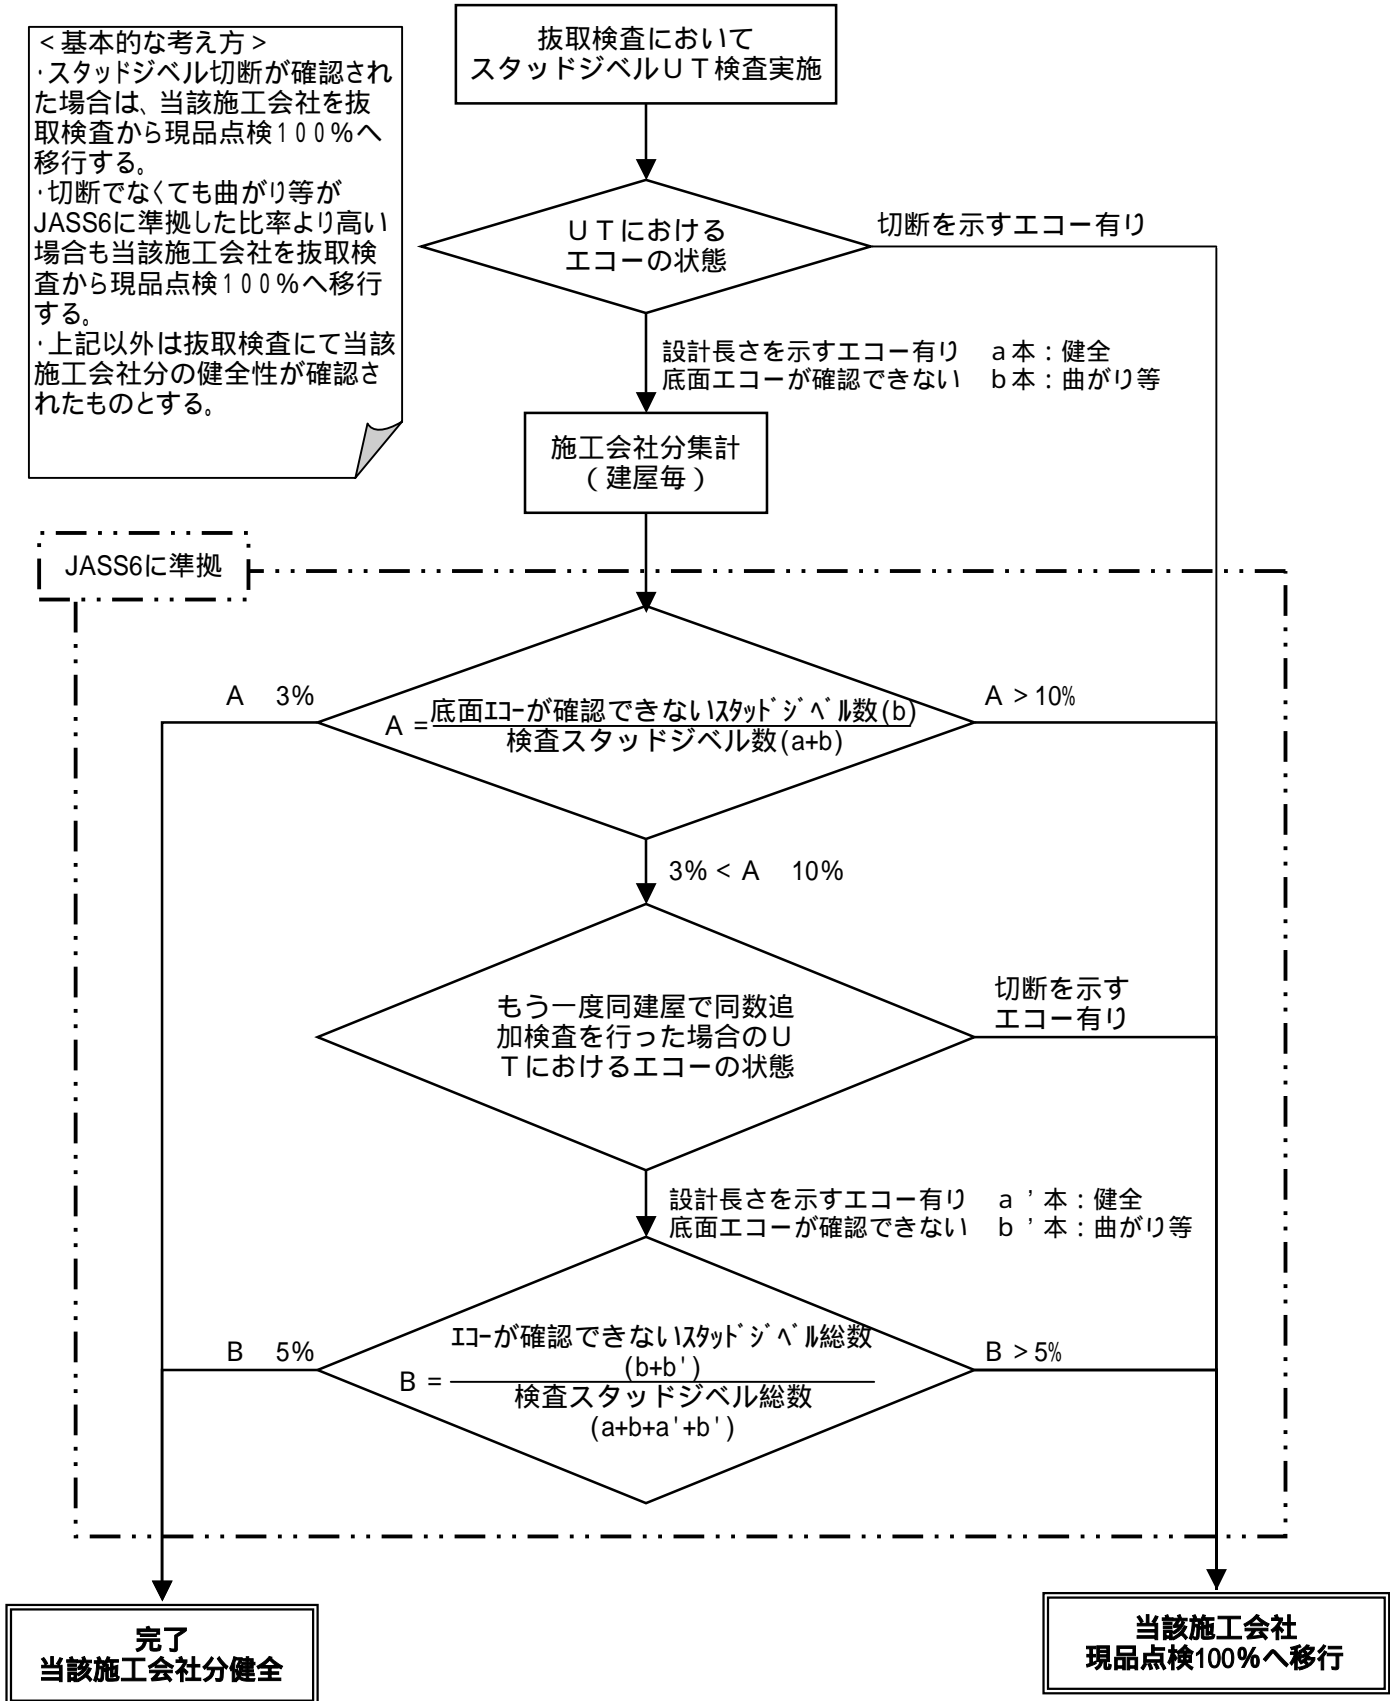 ＜基本的な考え方＞
・スタッドジベル切断が確認され
た場合は、当該施工会社を抜
取検査から現品点検１００％へ
移行する。
・切断でなくても曲がり等が
JASS6に準拠した比率より高い
場合も当該施工会社を抜取検
査から現品点検１００％へ移行
する。
・上記以外は抜取検査にて当該
施工会社分の健全性が確認さ
れたものとする。
抜取検査において
スタッドジベルＵＴ検査実施
ＵＴにおける
エコーの状態
切断を示すエコー有り
設計長さを示すエコー有り　ａ本：健全
底面エコーが確認できない　ｂ本：曲がり等
施工会社分集計
（建屋毎）
JASS6に準拠
A　3%
A =
底面ｴｺｰが確認できないｽﾀｯﾄﾞｼﾞﾍﾞﾙ数(b)
検査スタッドジベル数(a+b)
A > 10%
3% < A　10%
もう一度同建屋で同数追
加検査を行った場合のＵ
Ｔにおけるエコーの状態
切断を示す
エコー有り
設計長さを示すエコー有り　ａ’本：健全
底面エコーが確認できない　ｂ’本：曲がり等
B　5%
B =
ｴｺｰが確認できないｽﾀｯﾄﾞｼﾞﾍﾞﾙ総数
(b+b')
検査スタッドジベル総数
(a+b+a'+b')
B > 5%
完了
当該施工会社分健全
当該施工会社
現品点検100％へ移行